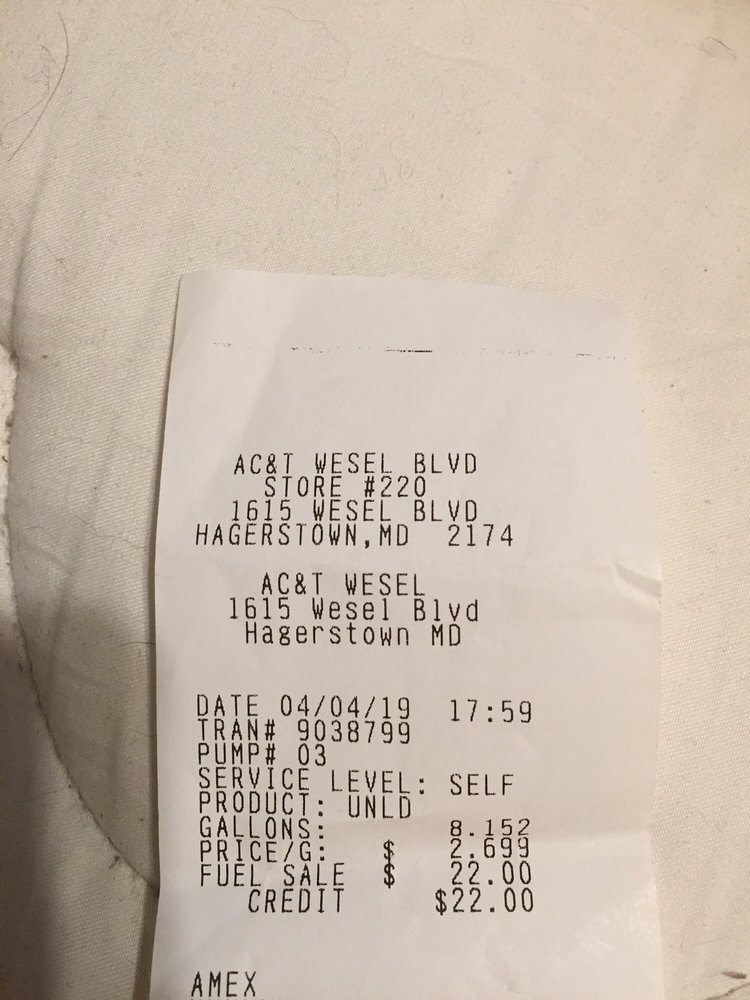 AC&T WESEL BLVD
STORE #220
1615 WESEL BLVD
HAGERSTOWN,MD 2174
AC&T WESEL
1615 Wesel Blvd
Hagerstown MD
DATE 04/04/19 17:59
TRAN# 9038799
PUMP# 03
SERVICE LEVEL: SELF
PRODUCT: UNLD
GALLONS: 8.152
PRICE/G: $ 2.699
FUEL SALE $ 22.00
CREDIT $22.00
AMEX